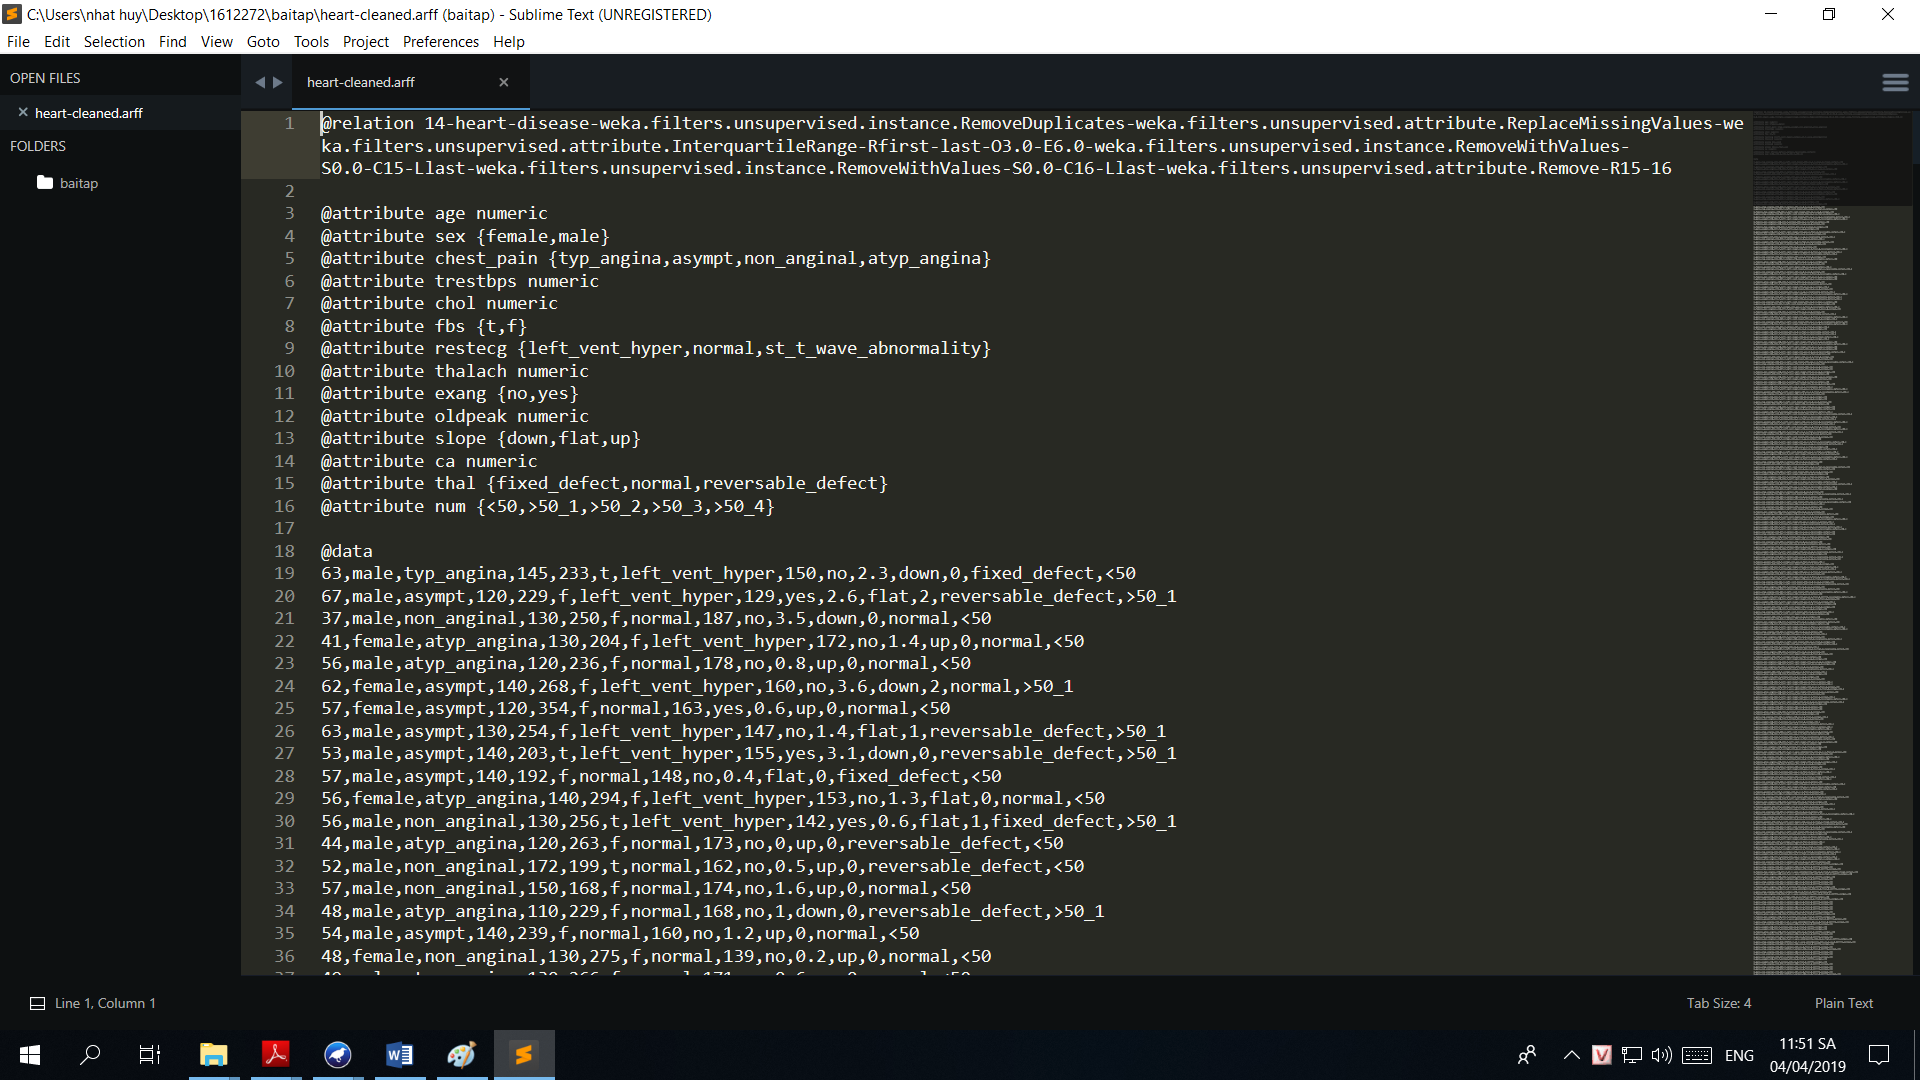 C:\Users\nhat huy\Desktop\1612272\baitap\heart-cleaned.arff (baitap) - Sublime Text (UNREGISTERED)
File Edit Selection Find View Goto Tools Project Preferences Help
OPEN FILES
heart-cleaned.arff
heart-cleaned.arff
FOLDERS
baitap
1 @relation 14-heart-disease-weka.filters.unsupervised.instance.RemoveDuplicates-weka.filters.unsupervised.attribute.ReplaceMissingValues-we
ka.filters.unsupervised.attribute.InterquartileRange-Rfirst-last-O3.0-E6.0-weka.filters.unsupervised.instance.RemoveWithValues-
S0.0-C15-Llast-weka.filters.unsupervised.instance.RemoveWithValues-S0.0-C16-Llast-weka.filters.unsupervised.attribute.Remove-R15-16
2
3 @attribute age numeric
4 @attribute sex {female,male}
5 @attribute chest_pain {typ_angina,asympt,non_anginal,atyp_angina}
6 @attribute trestbps numeric
7 @attribute chol numeric
8 @attribute fbs {t,f}
9 @attribute restecg {left_vent_hyper,normal,st_t_wave_abnormality}
10 @attribute thalach numeric
11 @attribute exang {no,yes}
12 @attribute oldpeak numeric
13 @attribute slope {down,flat,up}
14 @attribute ca numeric
15 @attribute thal {fixed_defect,normal,reversable_defect}
16 @attribute num {<50,>50_1,>50_2,>50_3,>50_4}
17
18 @data
19 63,male,typ_angina,145,233,t,left_vent_hyper,150,no,2.3,down,0,fixed_defect,<50
20 67,male,asympt,120,229,f,left_vent_hyper,129,yes,2.6,flat,2,reversable_defect,>50_1
21 37,male,non_anginal,130,250,f,normal,187,no,3.5,down,0,normal,<50
22 41,female,atyp_angina,130,204,f,left_vent_hyper,172,no,1.4,up,0,normal,<50
23 56,male,atyp_angina,120,236,f,normal,178,no,0.8,up,0,normal,<50
24 62,female,asympt,140,268,f,left_vent_hyper,160,no,3.6,down,2,normal,>50_1
25 57,female,asympt,120,354,f,normal,163,yes,0.6,up,0,normal,<50
26 63,male,asympt,130,254,f,left_vent_hyper,147,no,1.4,flat,1,reversable_defect,>50_1
27 53,male,asympt,140,203,t,left_vent_hyper,155,yes,3.1,down,0,reversable_defect,>50_1
28 57,male,asympt,140,192,f,normal,148,no,0.4,flat,0,fixed_defect,<50
29 56,female,atyp_angina,140,294,f,left_vent_hyper,153,no,1.3,flat,0,normal,<50
30 56,male,non_anginal,130,256,t,left_vent_hyper,142,yes,0.6,flat,1,fixed_defect,>50_1
31 44,male,atyp_angina,120,263,f,normal,173,no,0,up,0,reversable_defect,<50
32 52,male,non_anginal,172,199,t,normal,162,no,0.5,up,0,reversable_defect,<50
33 57,male,non_anginal,150,168,f,normal,174,no,1.6,up,0,normal,<50
34 48,male,atyp_angina,110,229,f,normal,168,no,1,down,0,reversable_defect,>50_1
35 54,male,asympt,140,239,f,normal,160,no,1.2,up,0,normal,<50
36 48,female,non_anginal,130,275,f,normal,139,no,0.2,up,0,normal,<50
Line 1, Column 1
Tab Size: 4
Plain Text
ENG
11:51 SA
04/04/2019